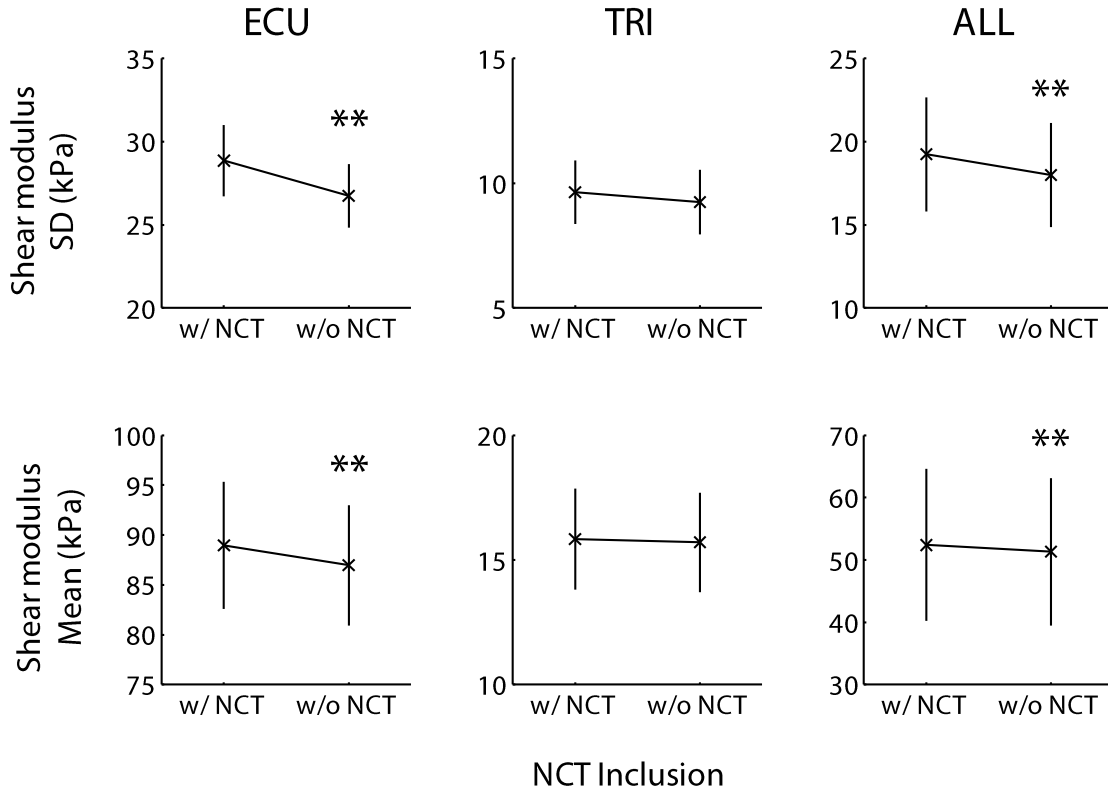 ECU TRI ALL
Shear modulus
SD (kPa)
35
30
25
20
**
w/ NCT w/o NCT
15
10
5
w/ NCT w/o NCT
25
20
15
10
**
w/ NCT w/o NCT
Shear modulus
Mean (kPa)
100
95
90
85
80
75
**
w/ NCT w/o NCT
20
15
10
w/ NCT w/o NCT
70
60
50
40
30
**
w/ NCT w/o NCT
NCT Inclusion